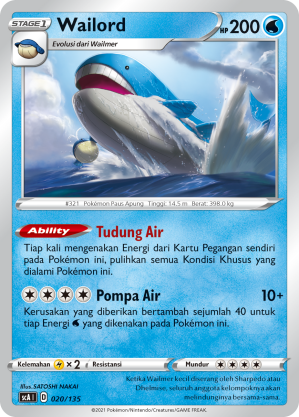 STAGE 1 Wailord HP 200
Evolusi dari Wailmer
#321 Pokémon Paus Apung Tinggi: 14.5 m Berat: 398.0 kg
Ability Tudung Air
Tiap kali mengenakan Energi dari Kartu Pegangan sendiri
pada Pokémon ini, pulihkan semua Kondisi Khusus yang
dialami Pokémon ini.
Pompa Air 10+
Kerusakan yang diberikan bertambah sejumlah 40 untuk
tiap Energi yang dikenakan pada Pokémon ini.
Kelemahan ×2 Resistansi Mundur
Illus. SATOSHI NAKAI
Ketika Wailmer kecil diserang oleh Sharpedo atau
Dhelmise, seluruh anggota kelompoknya akan
melindunginya bersama-sama.
sc1a I D 020/135
©2021 Pokémon/Nintendo/Creatures/GAME FREAK.